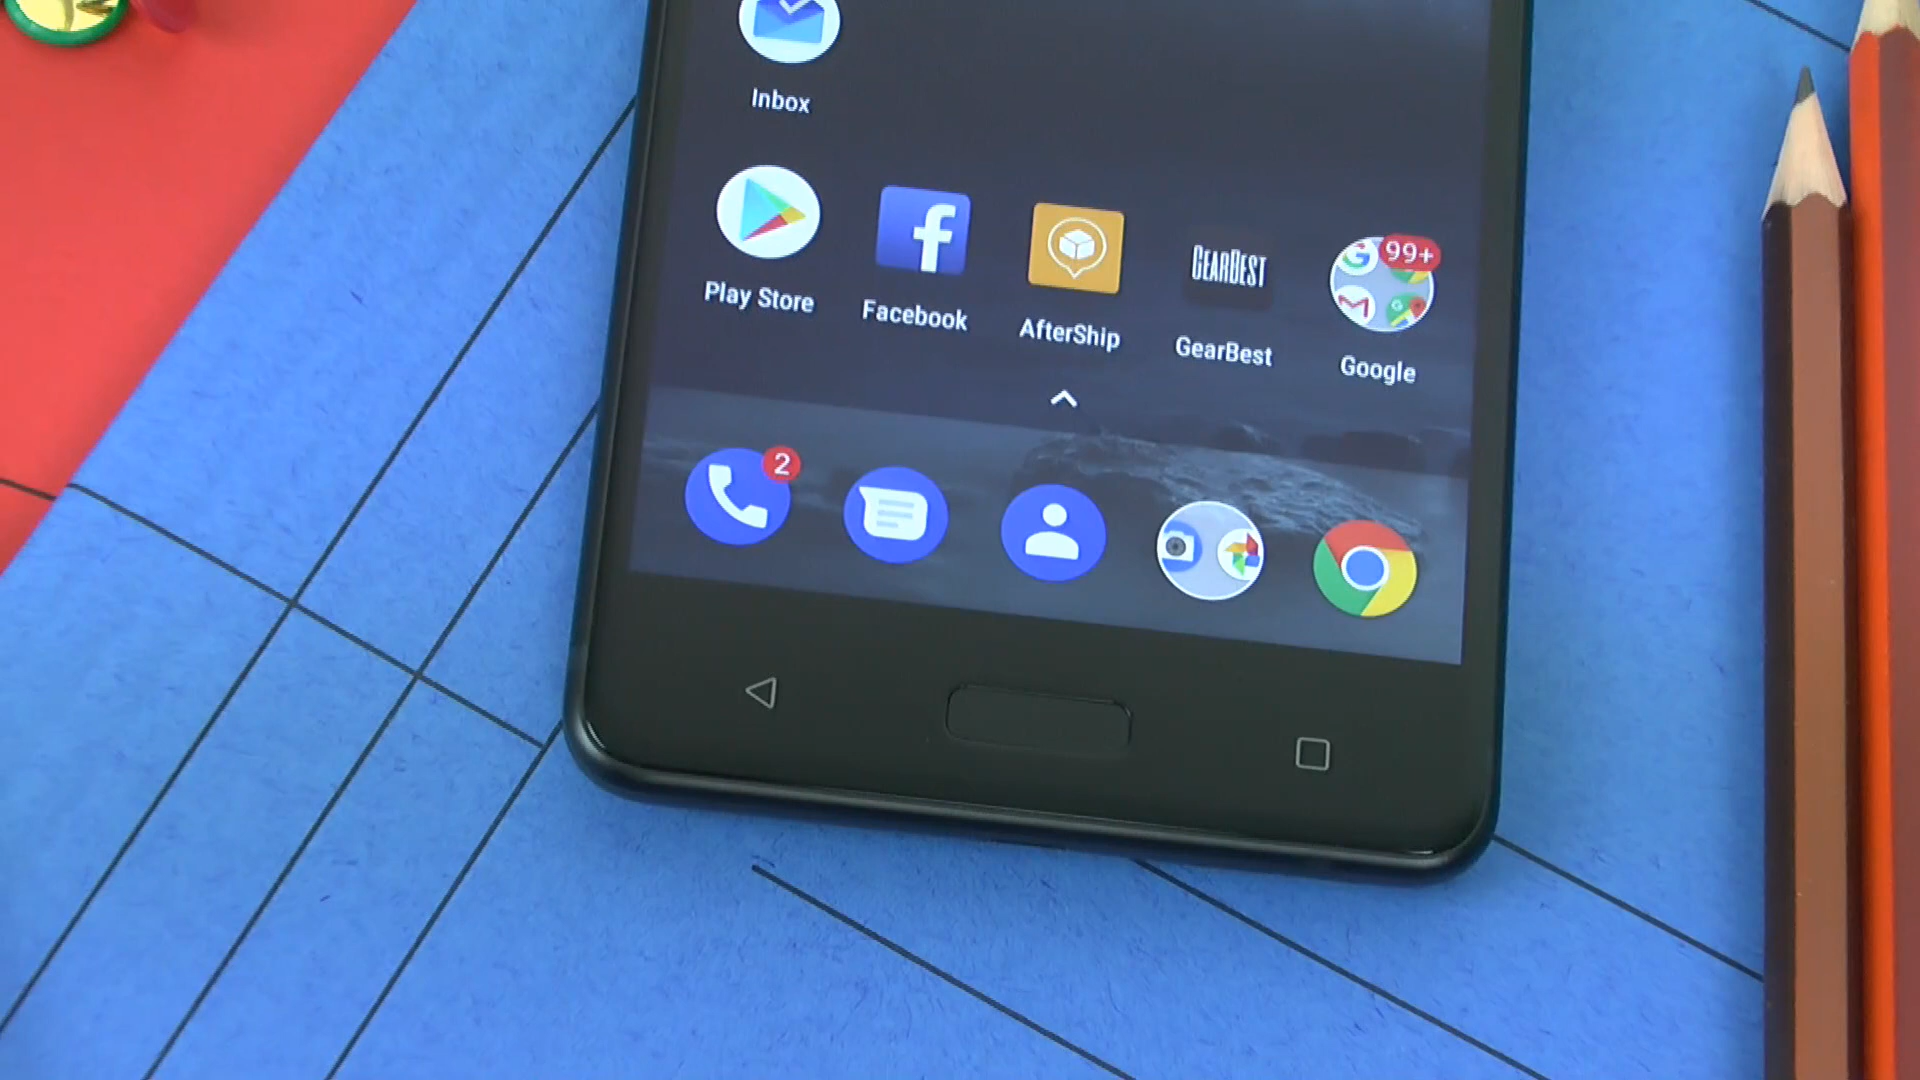 Inbox
GEARBEST
99+
Play Store
Facebook
AfterShip
GearBest
Google
2